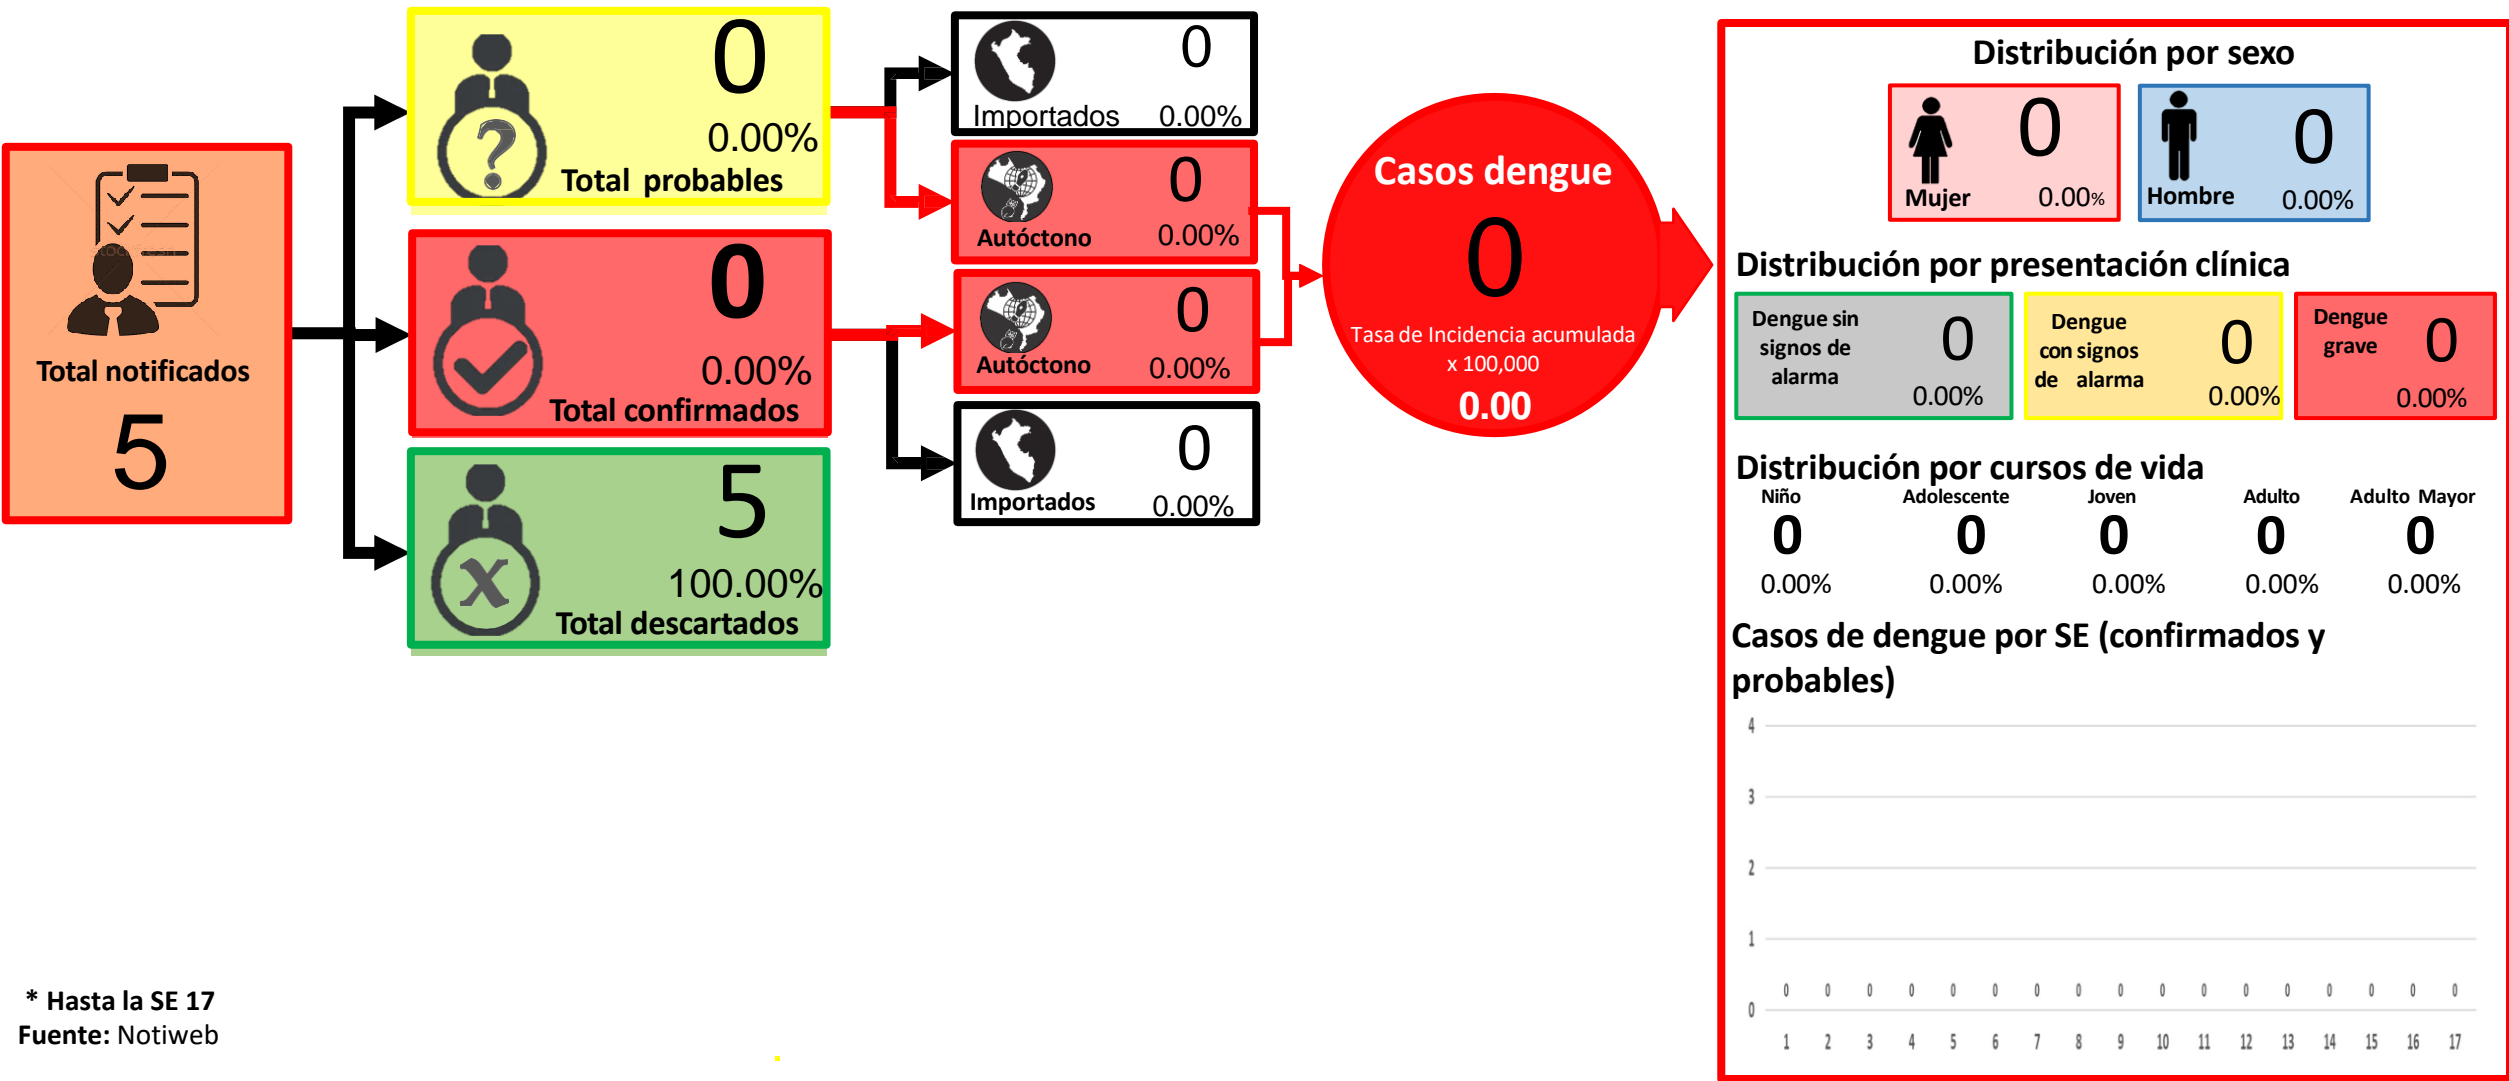 Total notificados
5
0
0.00%
Total probables
0
0.00%
Total confirmados
5
100.00%
Total descartados
0
Importados 0.00%
0
Autóctono 0.00%
0
Autóctono 0.00%
0
Importados 0.00%
Casos dengue
0
Tasa de Incidencia acumulada
x 100,000
0.00
Distribución por sexo
0
Mujer 0.00%
0
Hombre 0.00%
Distribución por presentación clínica
Dengue sin
signos de
alarma
0
0.00%
Dengue
con signos
de alarma
0
0.00%
Dengue
grave
0
0.00%
Distribución por cursos de vida
Niño Adolescente Joven Adulto Adulto Mayor
0 0 0 0 0
0.00% 0.00% 0.00% 0.00% 0.00%
Casos de dengue por SE (confirmados y
probables)
4
3
2
1
0 0 0 0 0 0 0 0 0 0 0 0 0 0 0 0 0
0
1 2 3 4 5 6 7 8 9 10 11 12 13 14 15 16 17
* Hasta la SE 17
Fuente: Notiweb